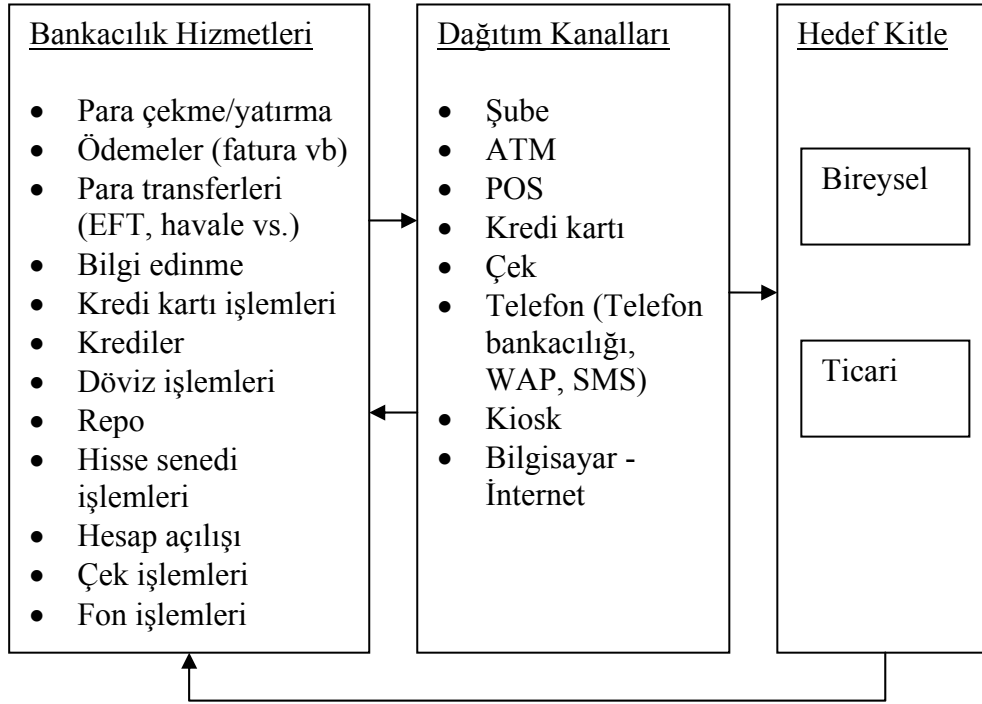 Bankacılık Hizmetleri
• Para çekme/yatırma
• Ödemeler (fatura vb)
• Para transferleri
(EFT, havale vs.)
• Bilgi edinme
• Kredi kartı işlemleri
• Krediler
• Döviz işlemleri
• Repo
• Hisse senedi
işlemleri
• Hesap açılışı
• Çek işlemleri
• Fon işlemleri
Dağıtım Kanalları
• Şube
• ATM
• POS
• Kredi kartı
• Çek
• Telefon (Telefon
bankacılığı,
WAP, SMS)
• Kiosk
• Bilgisayar -
İnternet
Hedef Kitle
Bireysel
Ticari